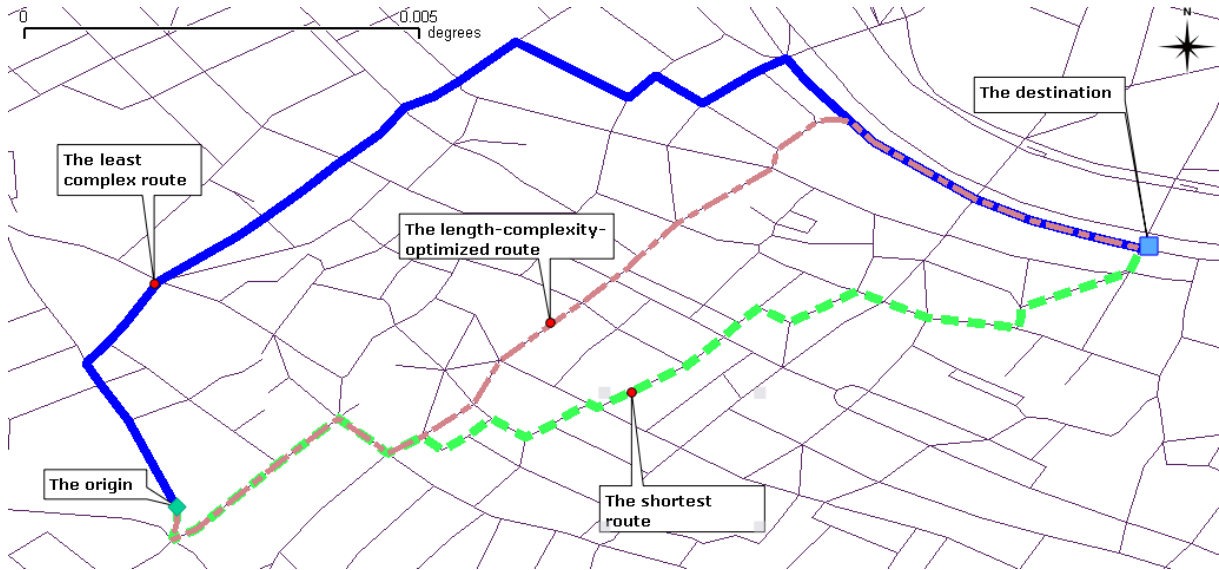 0
0.005
degrees
N
The destination
The least
complex route
The length-complexity-
optimized route
The origin
The shortest
route